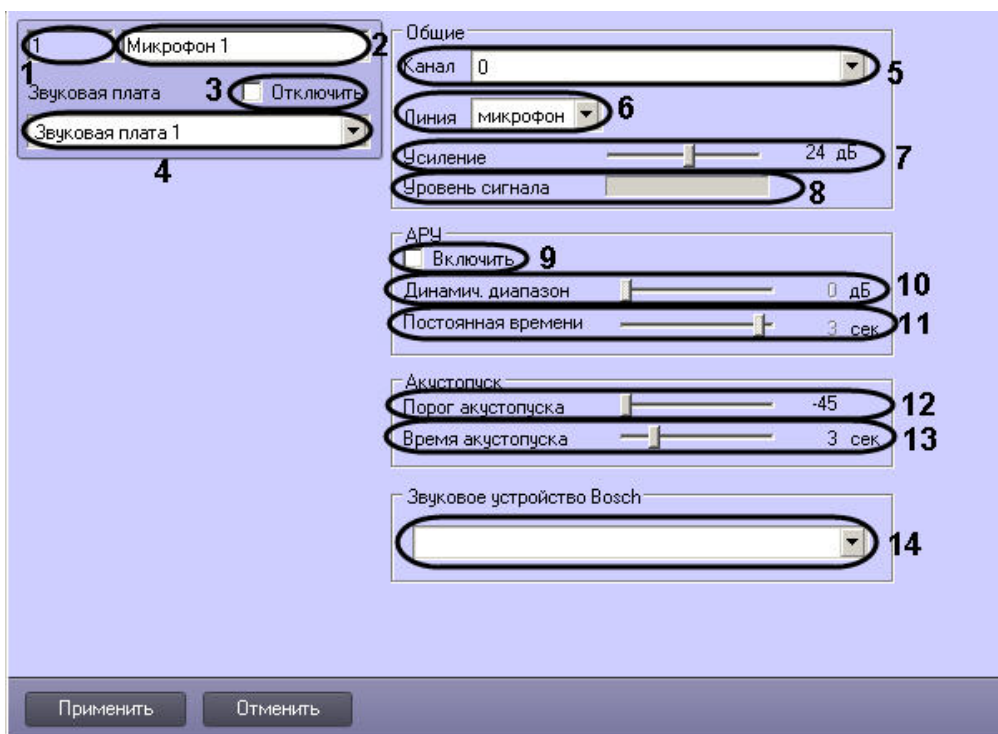 1 Микрофон 1 2
1
Звуковая плата 3 Отключить
Звуковая плата 1
4
Общие
Канал 0 5
Линия микрофон 6
Усиление 24 дБ 7
Уровень сигнала 8
АРУ
Включить 9
Динамич. диапазон 0 дБ 10
Постоянная времени 3 сек 11
Акустопуск
Порог акустопуска -45 12
Время акустопуска 3 сек 13
Звуковое устройство Bosch
14
Применить Отменить